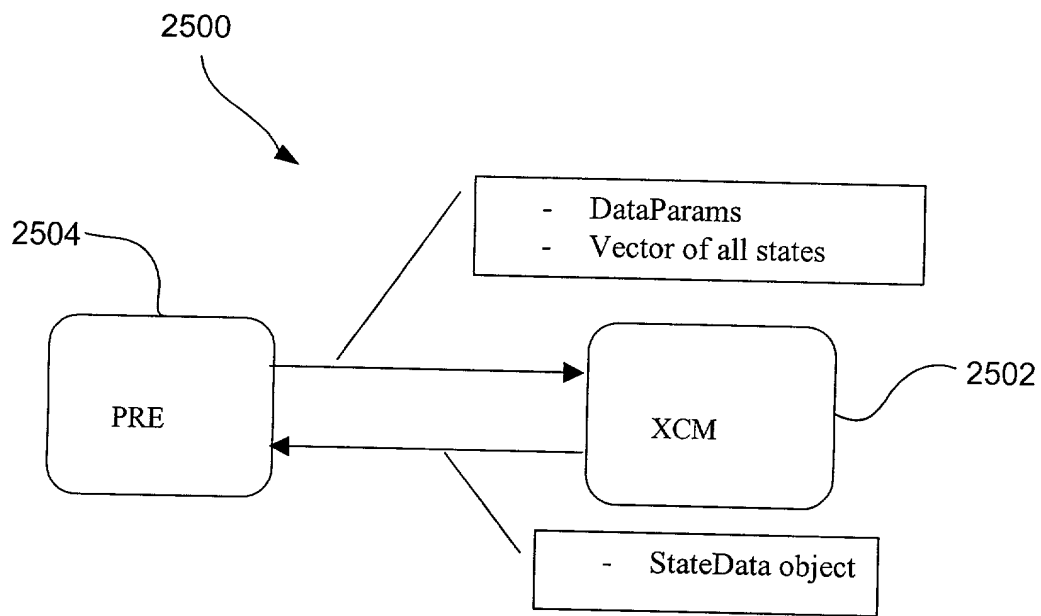 2500
- DataParams
- Vector of all states
2504
2502
PRE
XCM
- StateData object